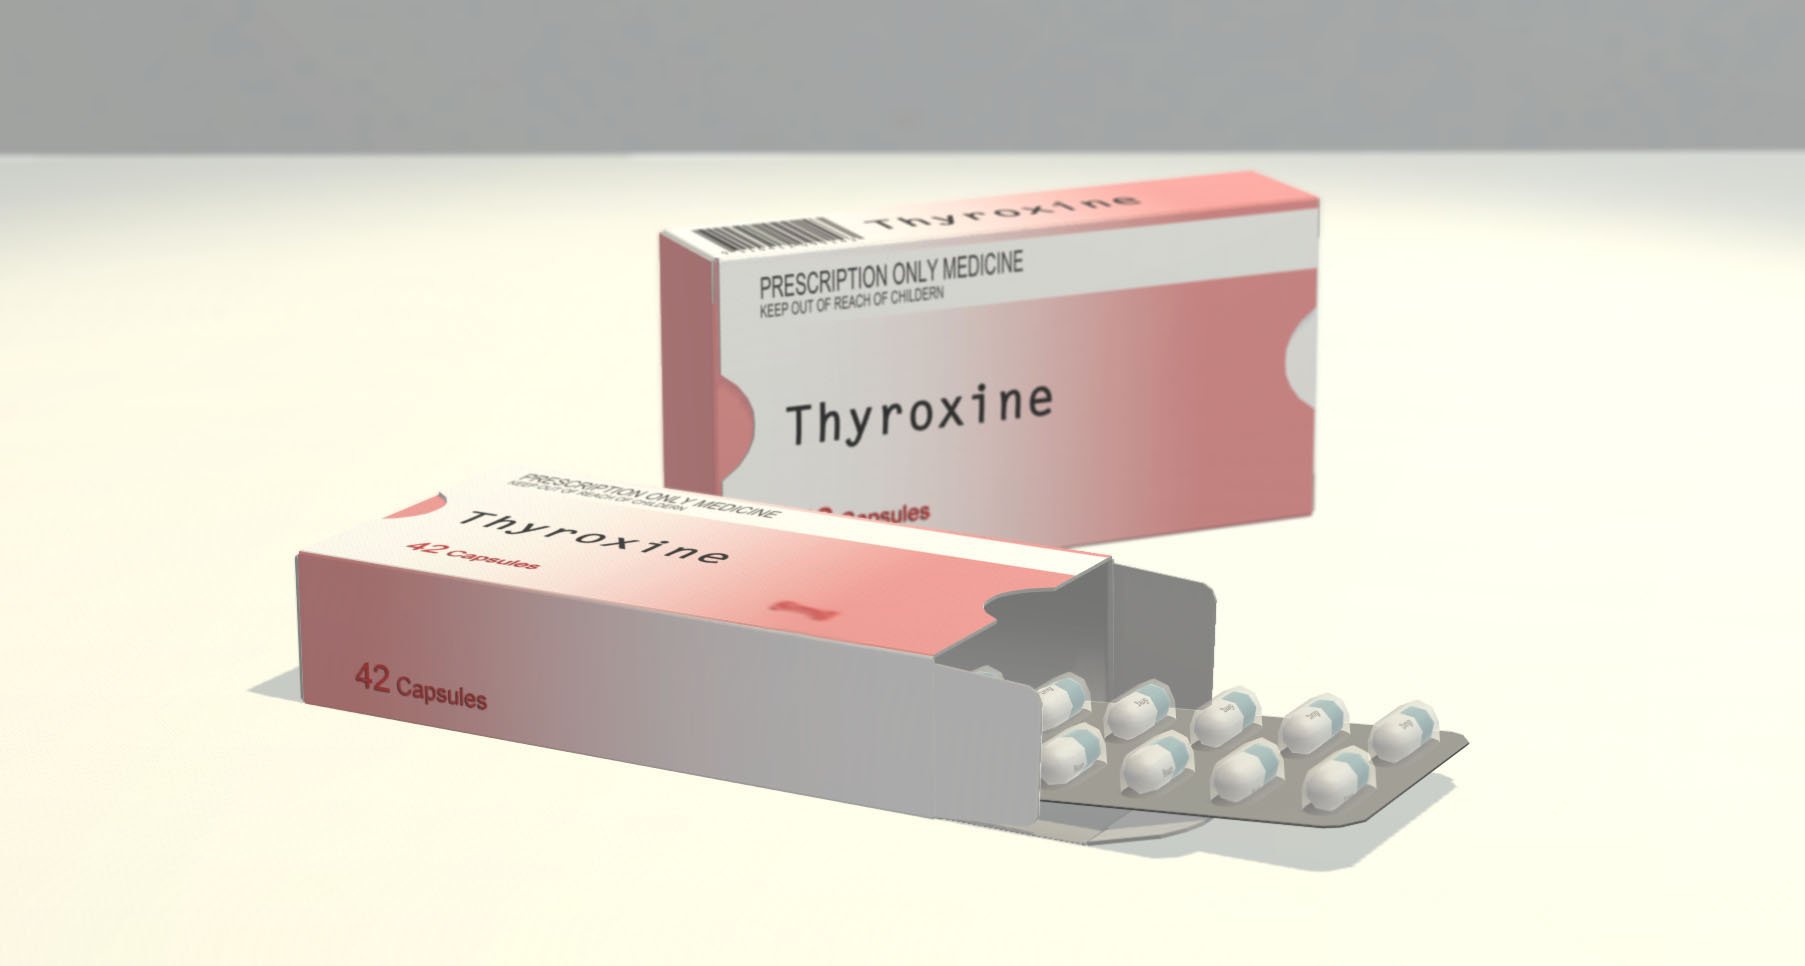 Thyroxine
PRESCRIPTION ONLY MEDICINE
KEEP OUT OF REACH OF CHILDERN
Thyroxine
Capsules
PRESCRIPTION ONLY MEDICINE
KEEP OUT OF REACH OF CHILDERN
Thyroxine
42 Capsules
42 Capsules